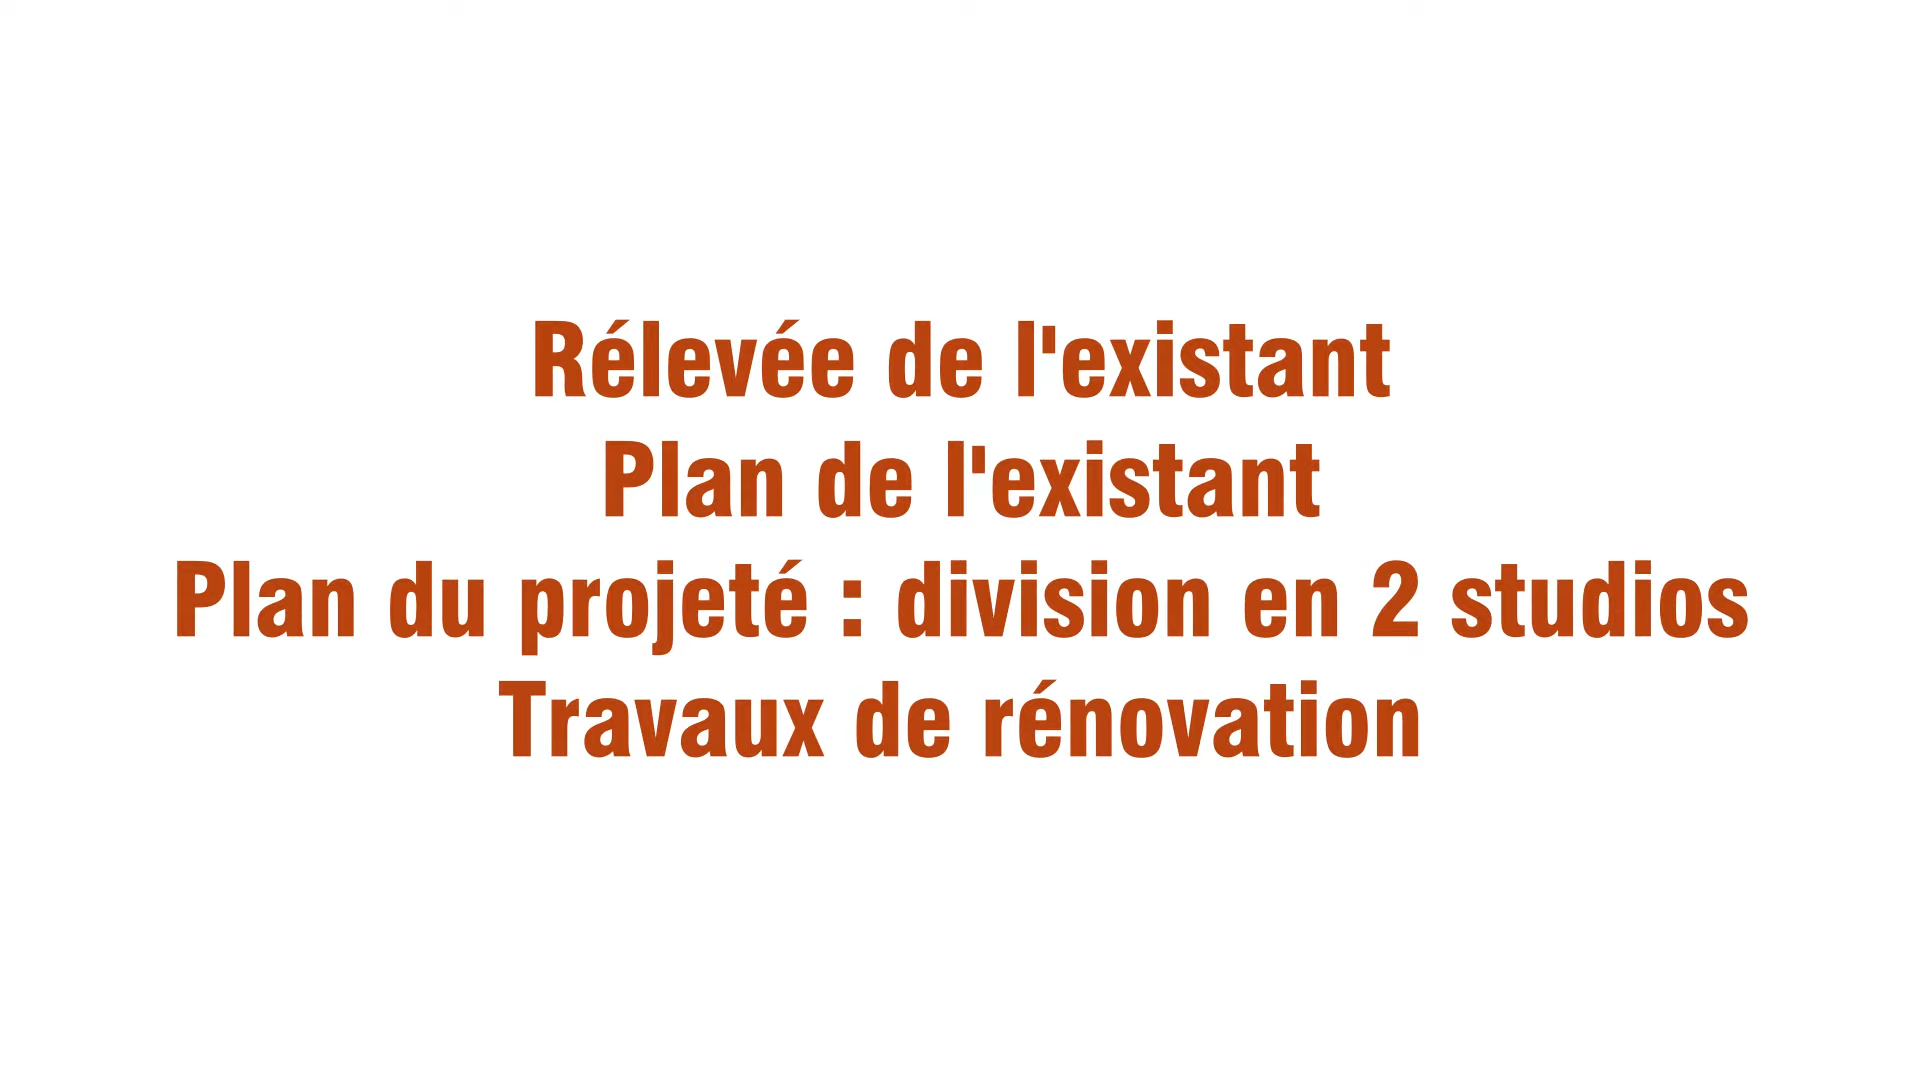 Rélevée de l'existant
Plan de l'existant
Plan du projeté : division en 2 studios
Travaux de rénovation